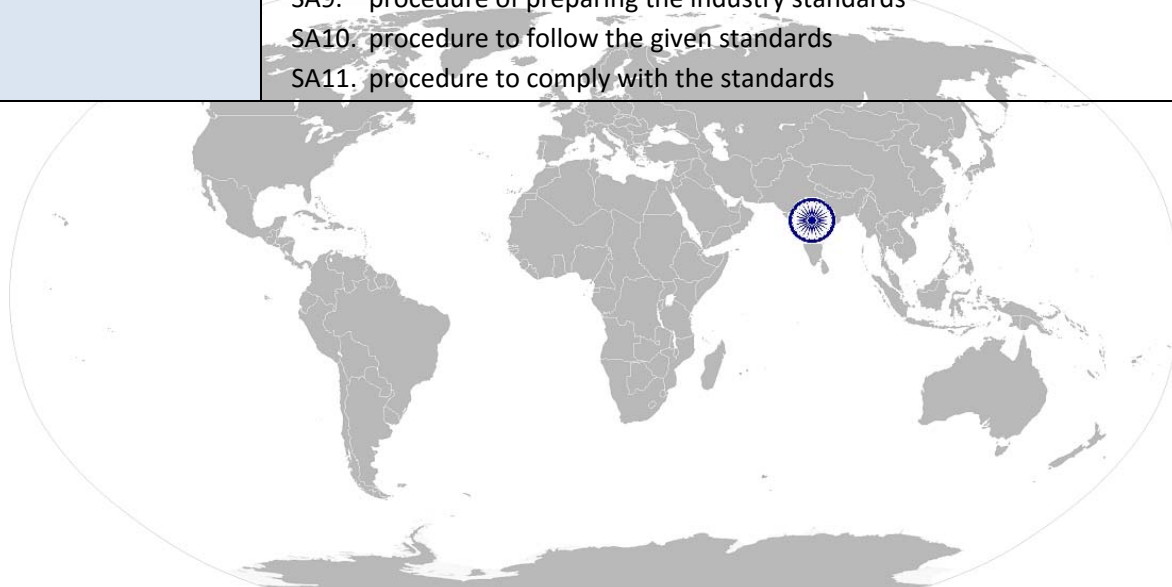 SA9. procedure of preparing the industry standards
SA10. procedure to follow the given standards
SA11. procedure to comply with the standards